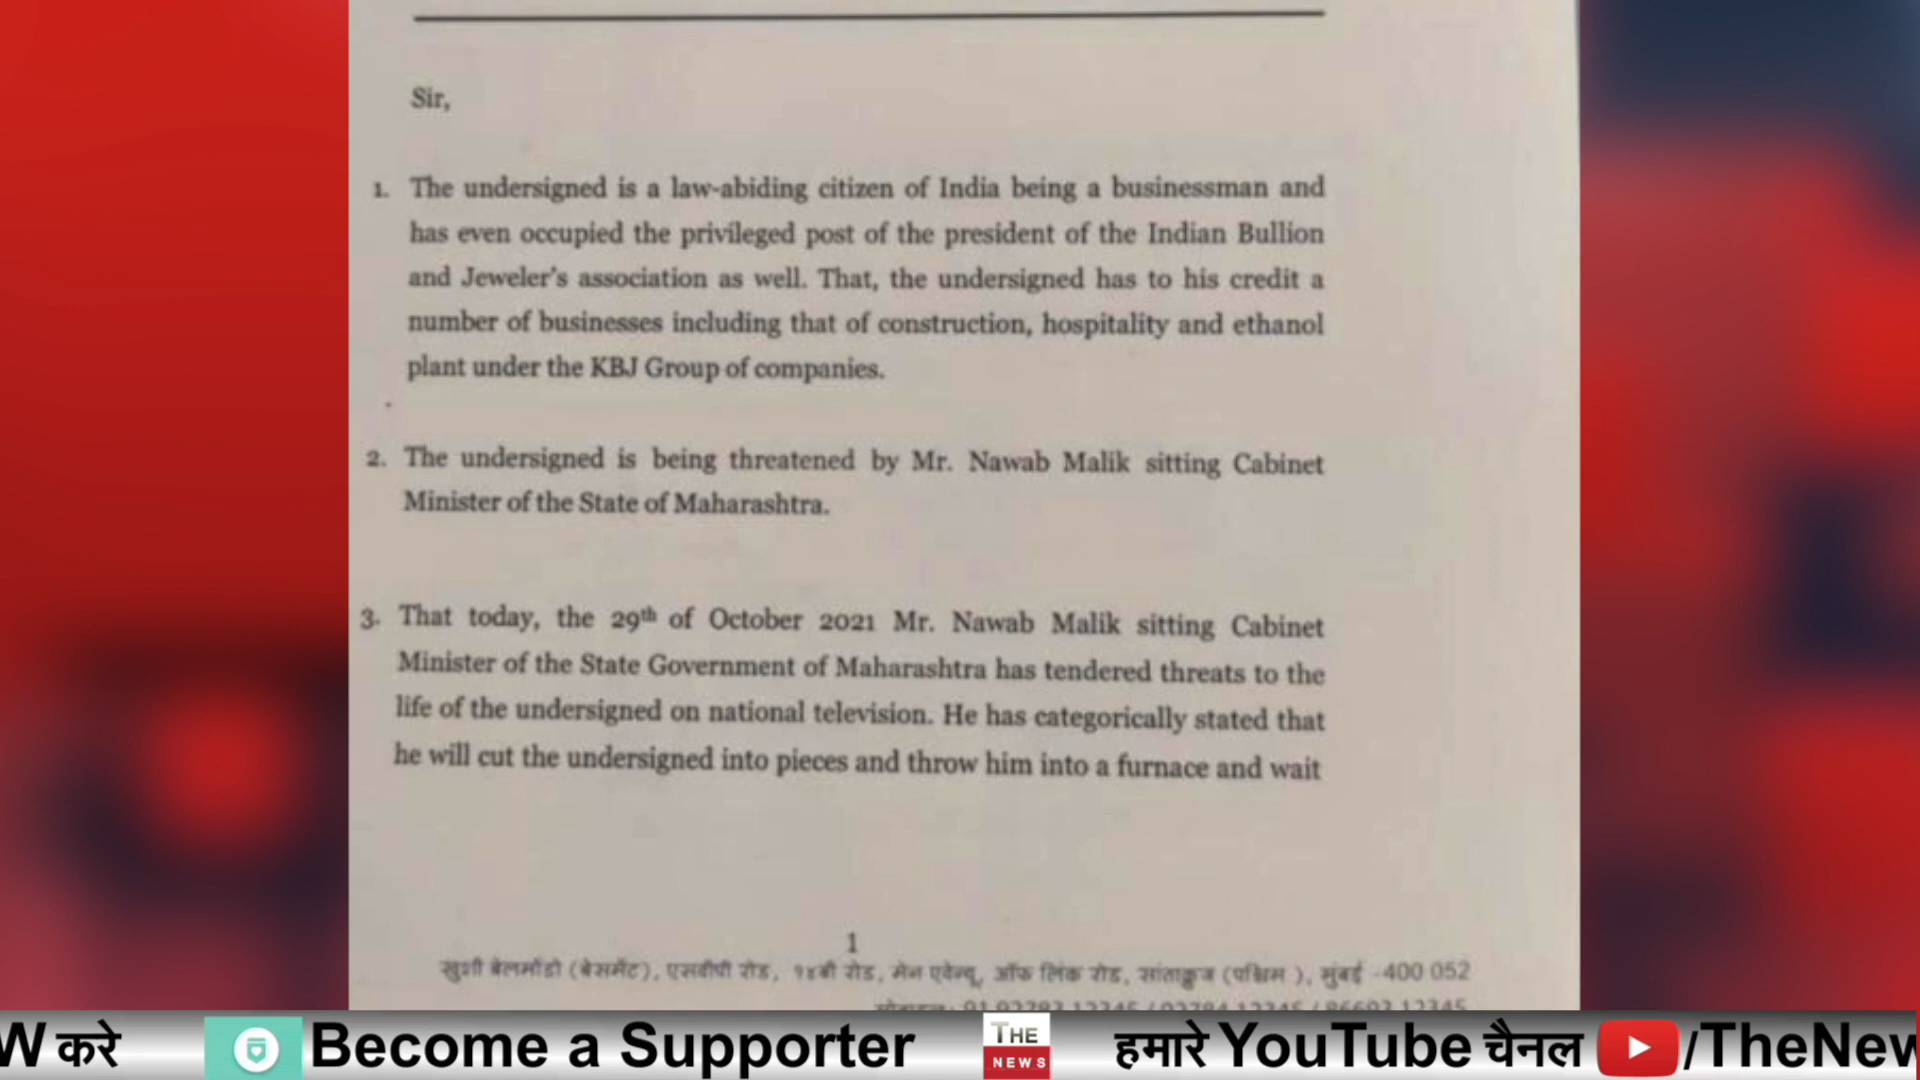 Sir,
1. The undersigned is a law-abiding citizen of India being a businessman and
has even occupied the privileged post of the president of the Indian Bullion
and Jeweler's association as well. That, the undersigned has to his credit a
number of businesses including that of construction, hospitality and ethanol
plant under the KBJ Group of companies.
2. The undersigned is being threatened by Mr. Nawab Malik sitting Cabinet
Minister of the State of Maharashtra.
3. That today, the 29th of October 2021 Mr. Nawab Malik sitting Cabinet
Minister of the State Government of Maharashtra has tendered threats to the
life of the undersigned on national television. He has categorically stated that
he will cut the undersigned into pieces and throw him into a furnace and wait
1
खुशी बेलमोंडो (बेसमेंट), एसवीपी रोड, १४बी रोड, मेन एवेन्यू, ऑफ लिंक रोड, सांताक्रुज (पश्चिम ), मुंबई -400 052
W करे Become a Supporter THE NEWS हमारे YouTube चैनल /TheNew